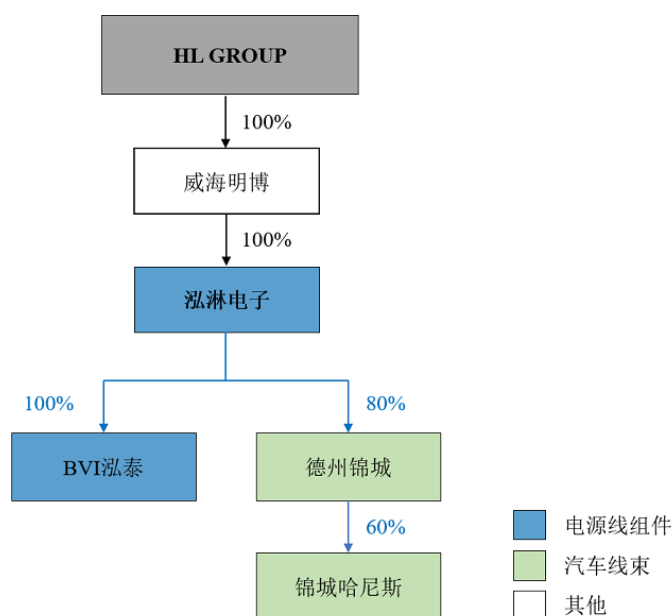 HL GROUP
100%
威海明博
100%
泓淋电子
100%
80%
BVI泓泰
德州锦城
60%
锦城哈尼斯
电源线组件
汽车线束
其他